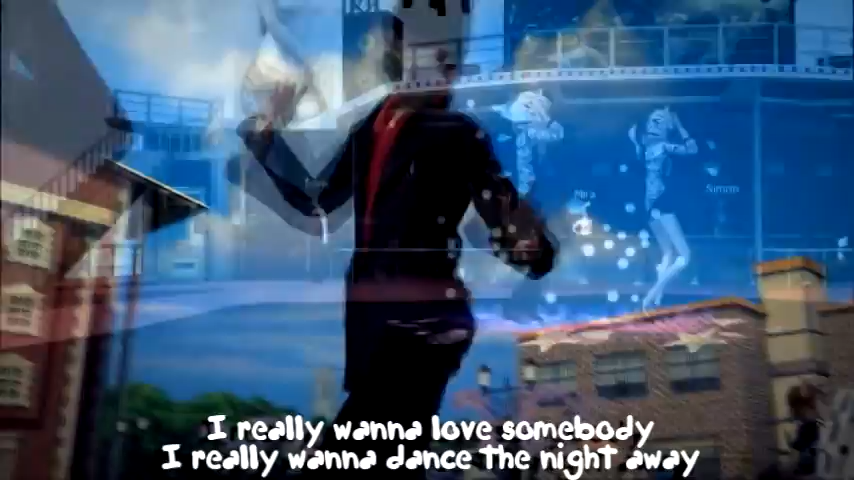 I really wanna love somebody
I really wanna dance the night away